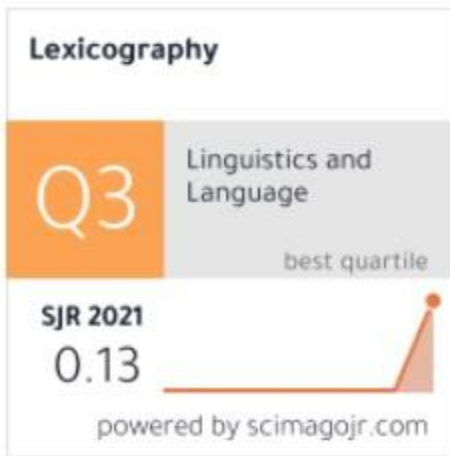 Lexicography
Q3
Linguistics and
Language
best quartile
SJR 2021
0.13
powered by scimagojr.com